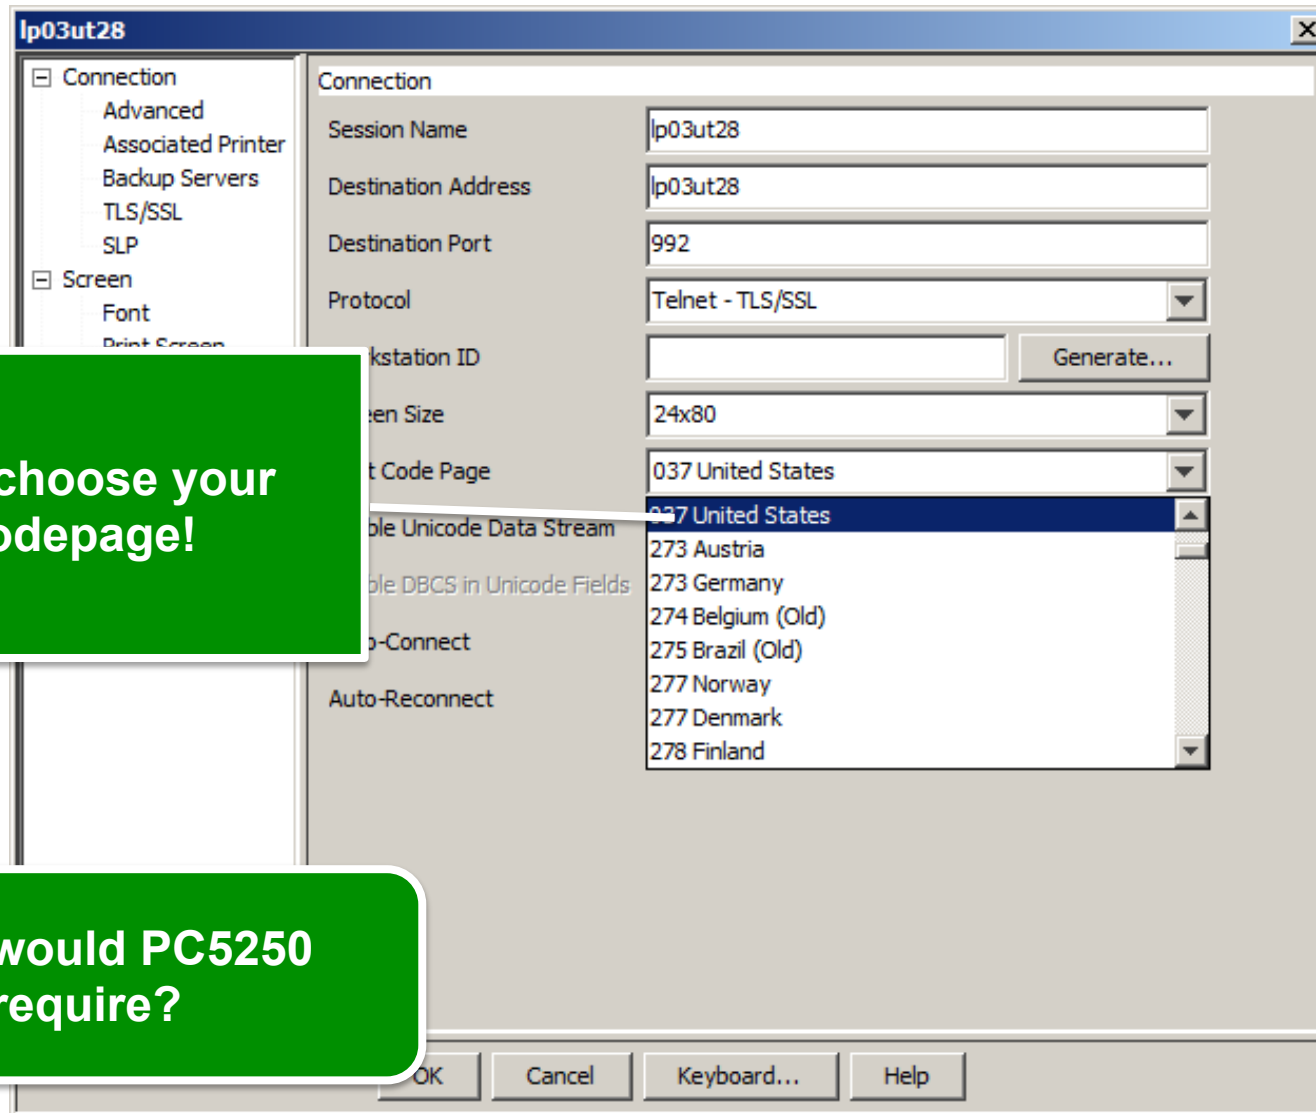 lp03ut28
Connection
Advanced
Associated Printer
Backup Servers
TLS/SSL
SLP
Screen
Font
Print Screen
Connection
Session Name
lp03ut28
Destination Address
lp03ut28
Destination Port
992
Protocol
Telnet - TLS/SSL
kstation ID
Generate...
en Size
24x80
t Code Page
037 United States
ble Unicode Data Stream
ble DBCS in Unicode Fields
o-Connect
Auto-Reconnect
037 United States
273 Austria
273 Germany
274 Belgium (Old)
275 Brazil (Old)
277 Norway
277 Denmark
278 Finland
choose your
odepage!
would PC5250
require?
OK
Cancel
Keyboard...
Help